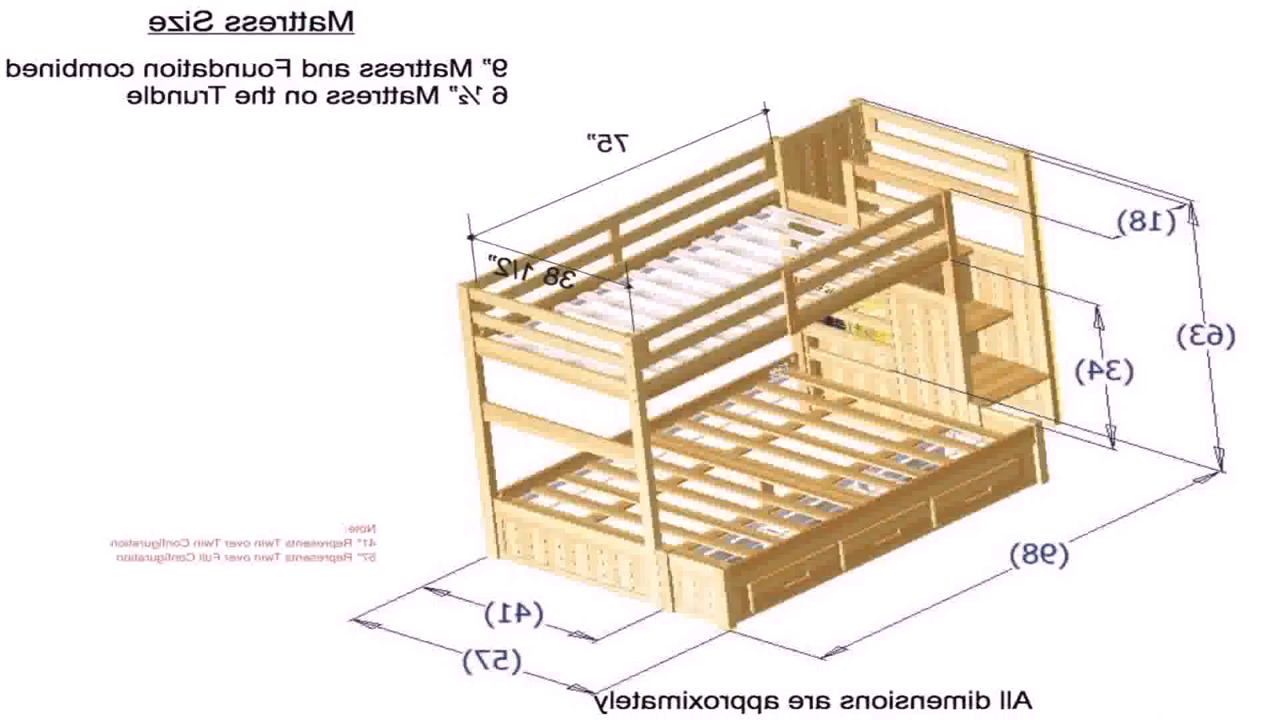 Mattress Size
9” Mattress and Foundation combined
6 ½” Mattress on the Trundle
75”
38 1/2”
(18)
(63)
(34)
(98)
(41)
(57)
Note:
41" Represents Twin over Twin Configuration
57" Represents Twin over Full Configuration
All dimensions are approximately